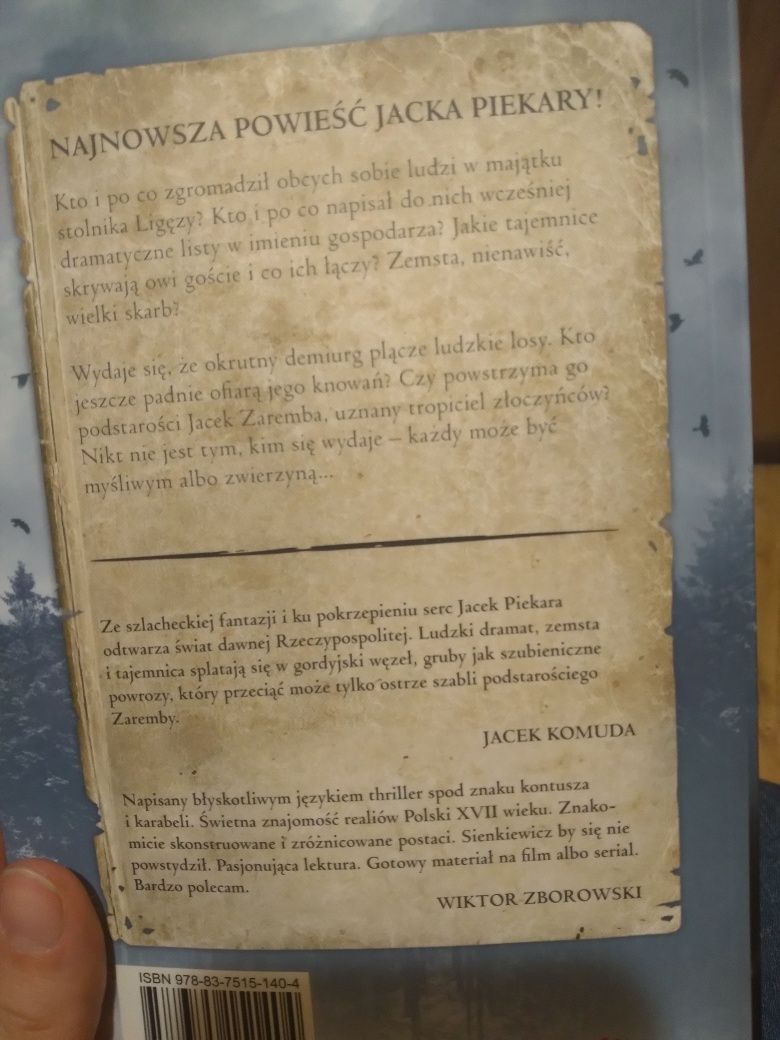 NAJNOWSZA POWIEŚĆ JACKA PIEKARY!
Kto i po co zgromadził obcych sobie ludzi w majątku
stolnika Ligęzy? Kto i po co napisał do nich wcześniej
dramatyczne listy w imieniu gospodarza? Jakie tajemnice
skrywają owi goście i co ich łączy? Zemsta, nienawiść,
wielki skarb?
Wydaje się, że okrutny demiurg plącze ludzkie losy. Kto
jeszcze padnie ofiarą jego knowań? Czy powstrzyma go
podstarości Jacek Zaremba, uznany tropiciel złoczyńców?
Nikt nie jest tym, kim się wydaje – każdy może być
myśliwym albo zwierzyną...
Ze szlacheckiej fantazji i ku pokrzepieniu serc Jacek Piekara
odtwarza świat dawnej Rzeczypospolitej. Ludzki dramat, zemsta
i tajemnica splatają się w gordyjski węzeł, gruby jak szubieniczne
powrozy, który przeciąć może tylko ostrze szabli podstarościego
Zaremby.
JACEK KOMUDA
Napisany błyskotliwym językiem thriller spod znaku kontusza
i karabeli. Świetna znajomość realiów Polski XVII wieku. Znako-
micie skonstruowane i zróżnicowane postaci. Sienkiewicz by się nie
powstydził. Pasjonująca lektura. Gotowy materiał na film albo serial.
Bardzo polecam.
WIKTOR ZBOROWSKI
ISBN 978-83-7515-140-4